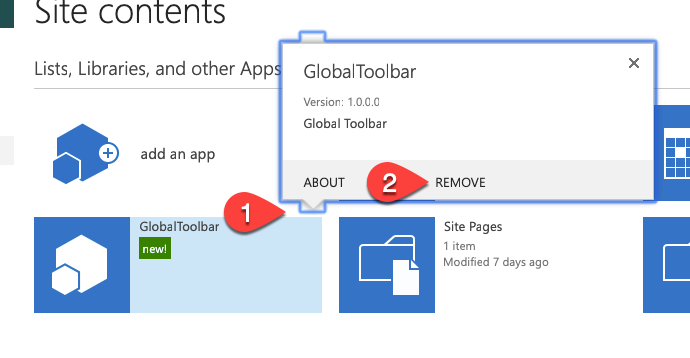 Site contents
Lists, Libraries, and other Apps
GlobalToolbar
Version: 1.0.0.0
Global Toolbar
add an app
ABOUT
2
REMOVE
1
GlobalToolbar
new!
Site Pages
1 item
Modified 7 days ago